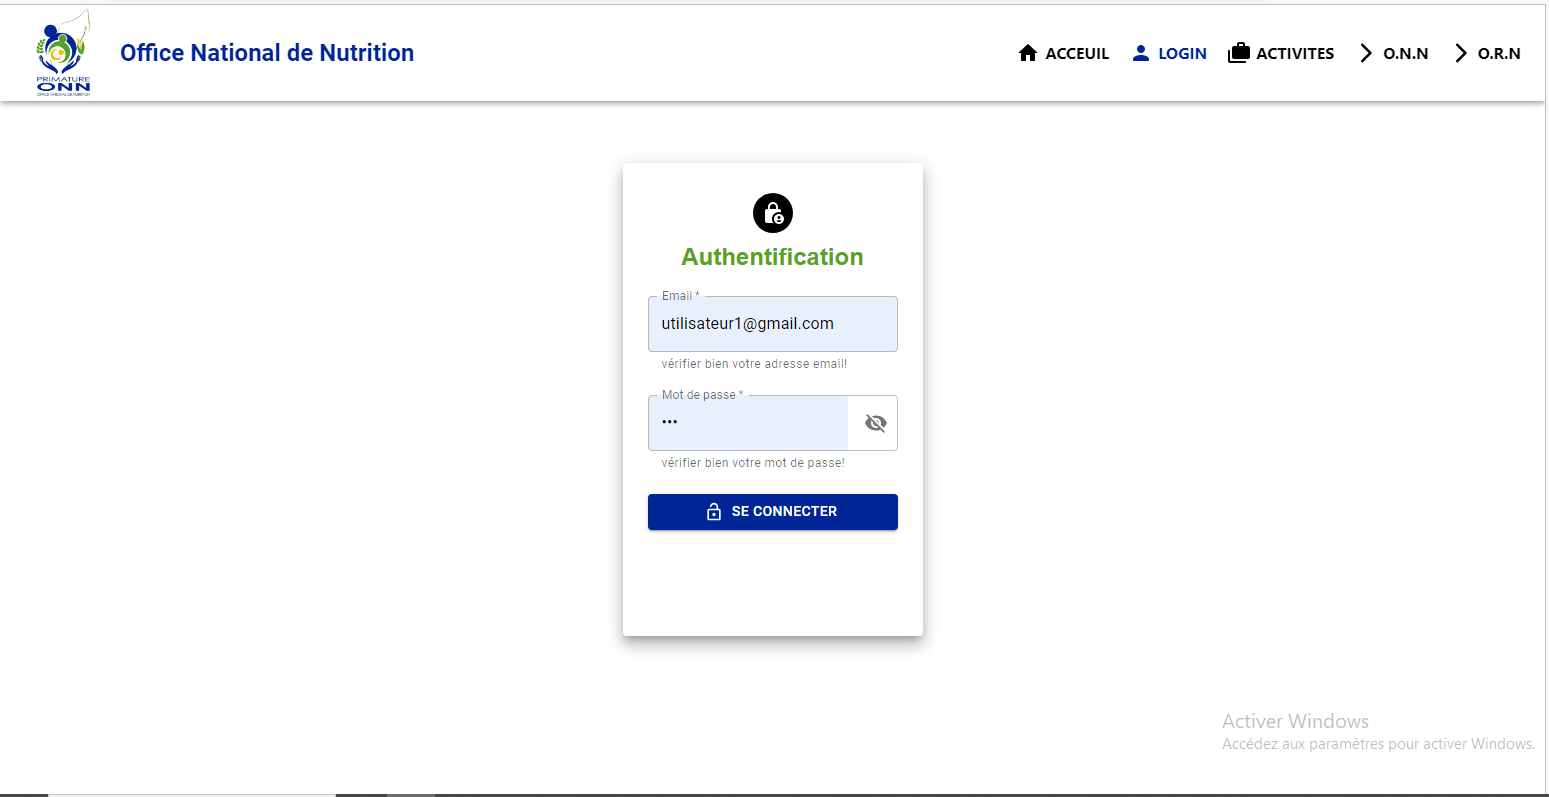 Office National de Nutrition
ACCEUIL LOGIN ACTIVITES O.N.N O.R.N
PRIMATURE
ONN
OFFICE NATIONAL DE NUTRITION
Authentification
Email *
utilisateur1@gmail.com
vérifier bien votre adresse email!
Mot de passe *
•••
vérifier bien votre mot de passe!
SE CONNECTER
Activer Windows
Accédez aux paramètres pour activer Windows.